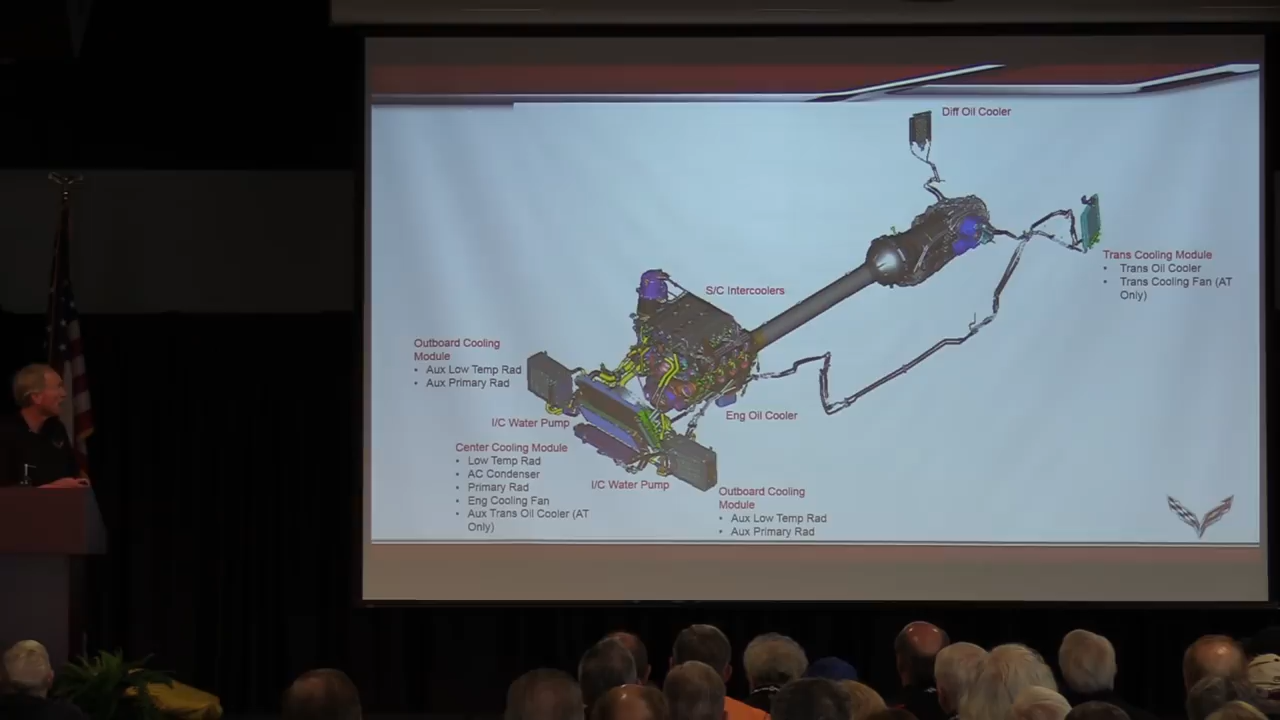 Diff Oil Cooler
Trans Cooling Module
• Trans Oil Cooler
• Trans Cooling Fan (AT
Only)
S/C Intercoolers
Outboard Cooling
Module
• Aux Low Temp Rad
• Aux Primary Rad
Eng Oil Cooler
I/C Water Pump
Center Cooling Module
• Low Temp Rad
• AC Condenser
• Primary Rad
• Eng Cooling Fan
• Aux Trans Oil Cooler (AT
Only)
I/C Water Pump
Outboard Cooling
Module
• Aux Low Temp Rad
• Aux Primary Rad